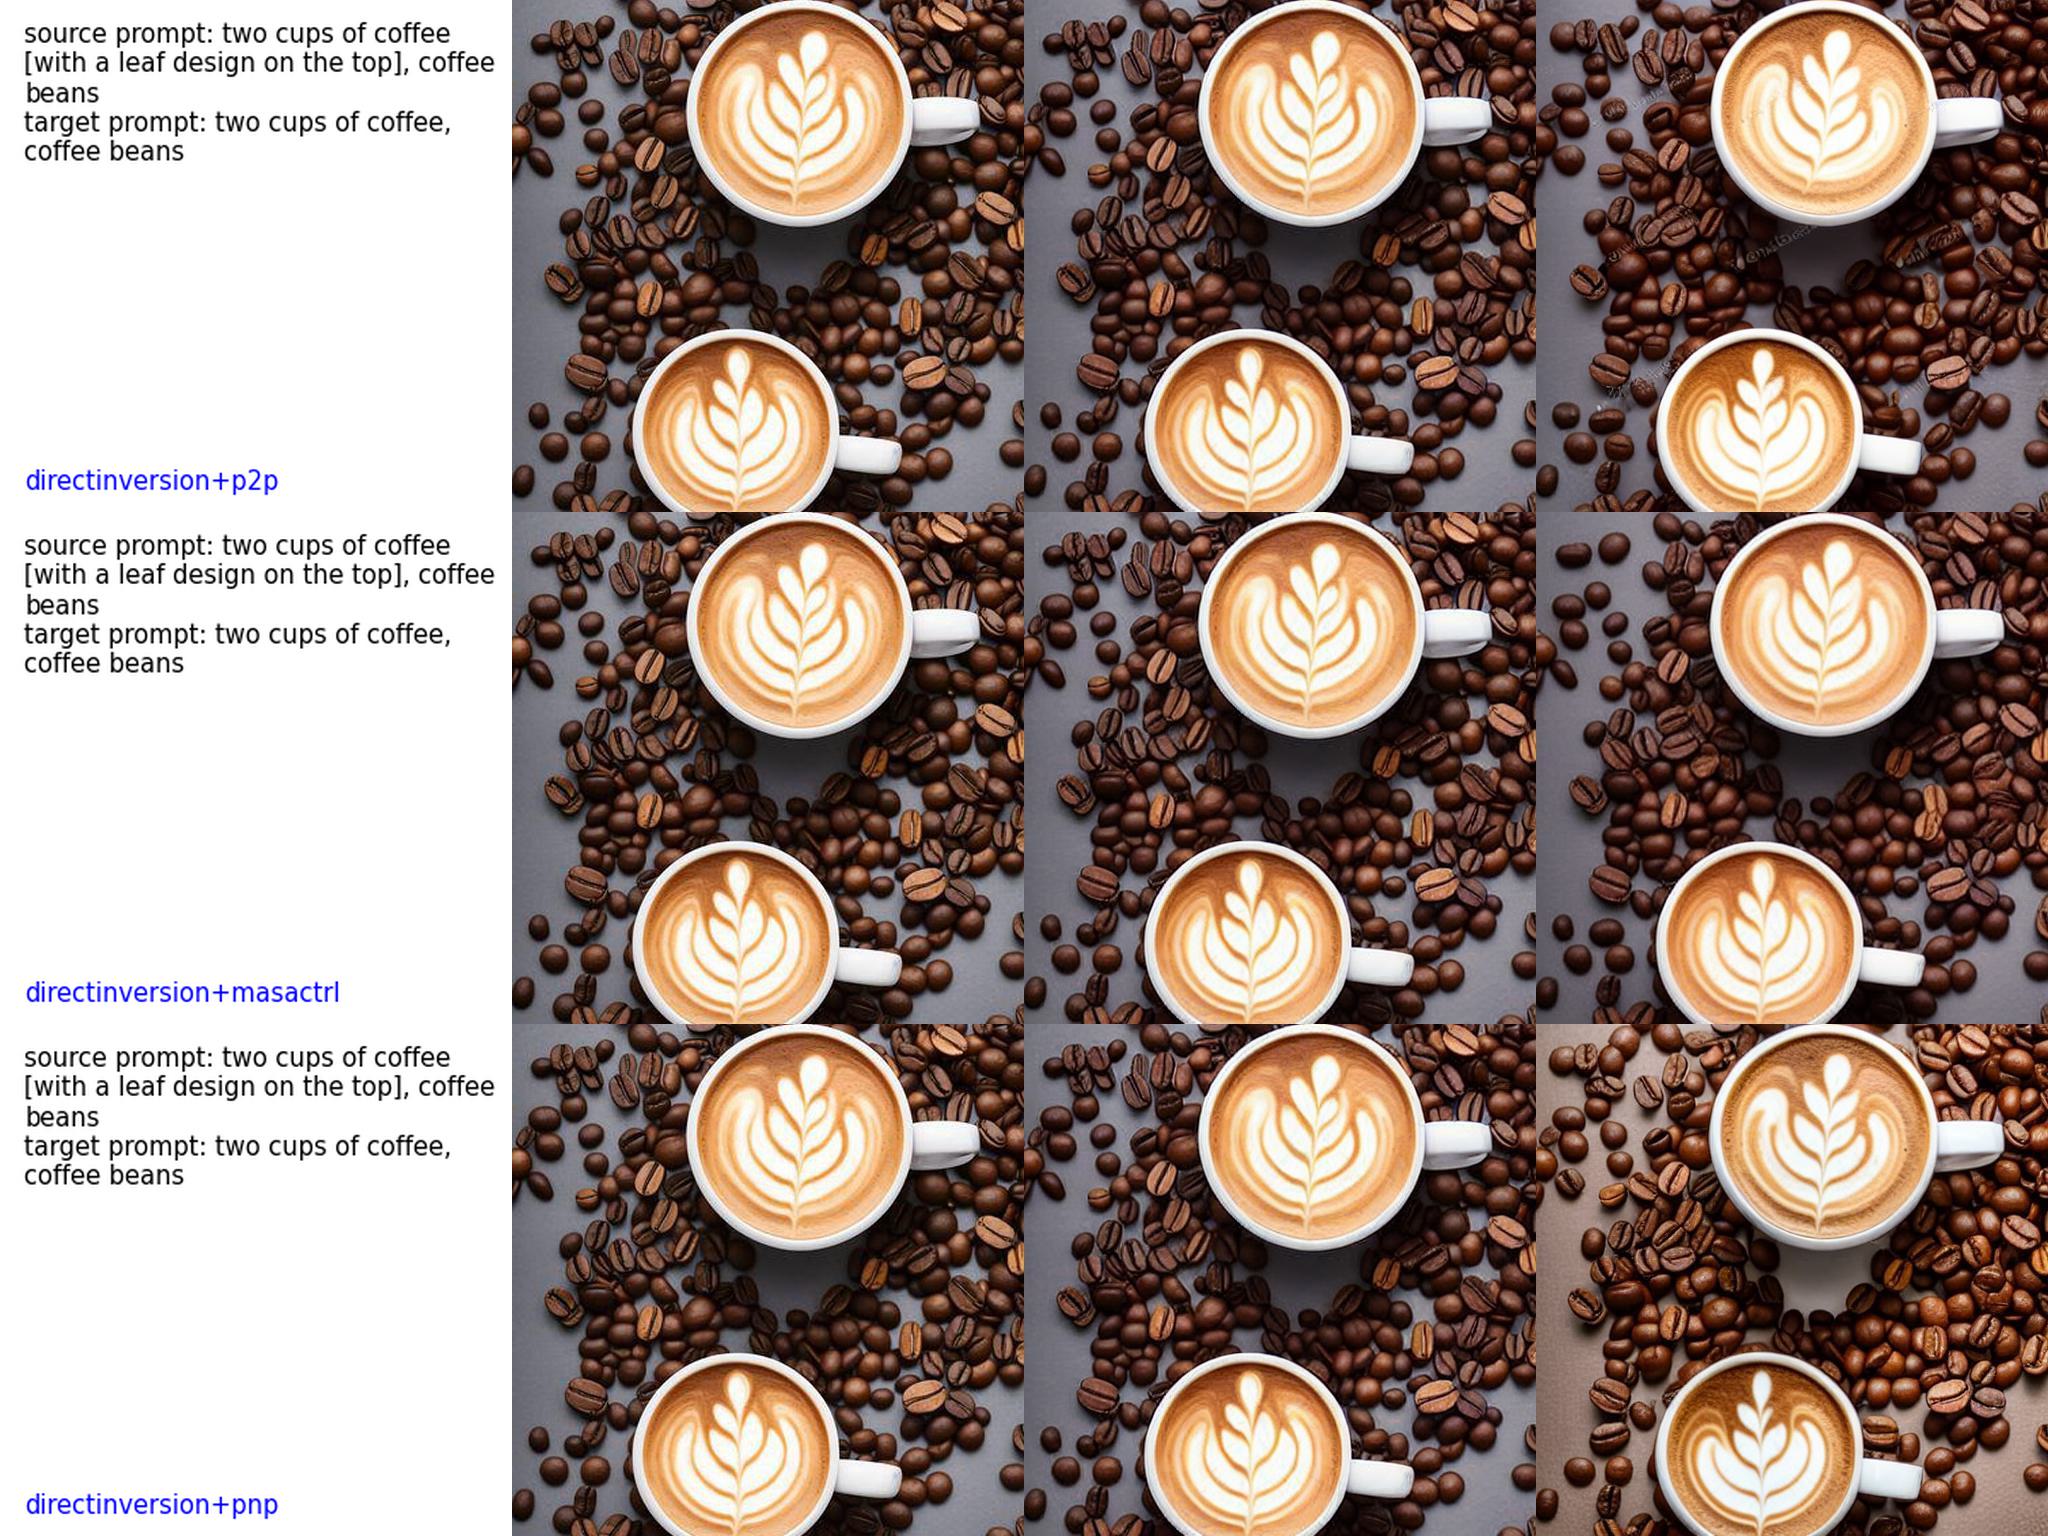 source prompt: two cups of coffee
[with a leaf design on the top], coffee
beans
target prompt: two cups of coffee,
coffee beans
directinversion+p2p
source prompt: two cups of coffee
[with a leaf design on the top], coffee
beans
target prompt: two cups of coffee,
coffee beans
directinversion+masactrl
source prompt: two cups of coffee
[with a leaf design on the top], coffee
beans
target prompt: two cups of coffee,
coffee beans
directinversion+pnp